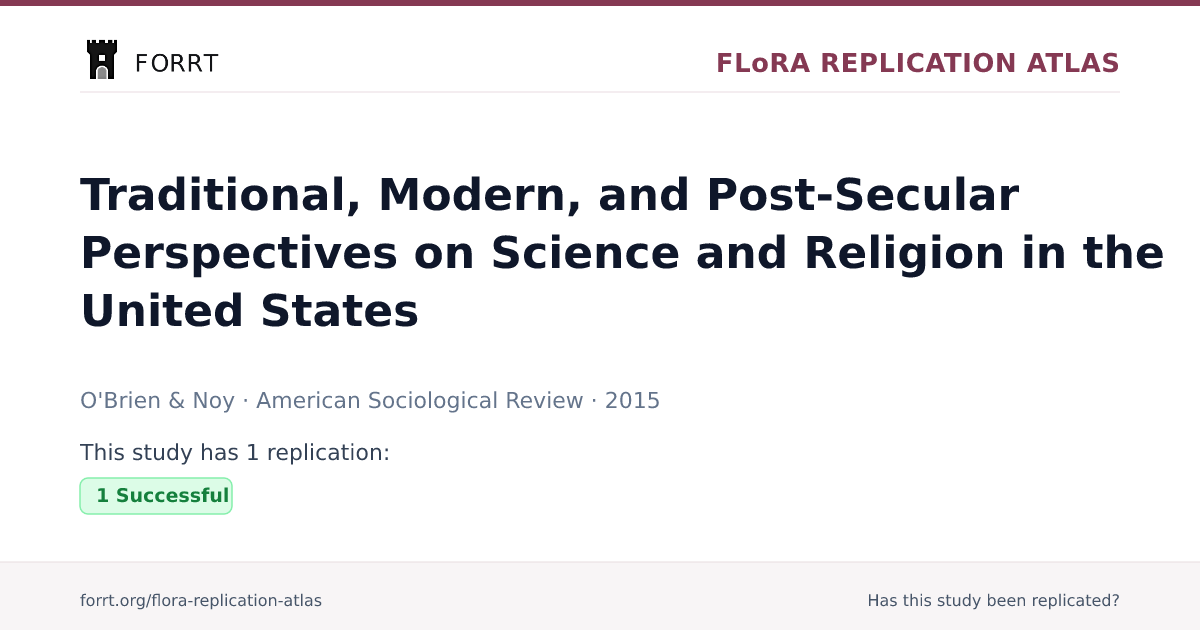 FORRT
FLoRA REPLICATION ATLAS
Traditional, Modern, and Post-Secular
Perspectives on Science and Religion in the
United States
O'Brien & Noy · American Sociological Review · 2015
This study has 1 replication:
1 Successful
forrt.org/flora-replication-atlas
Has this study been replicated?